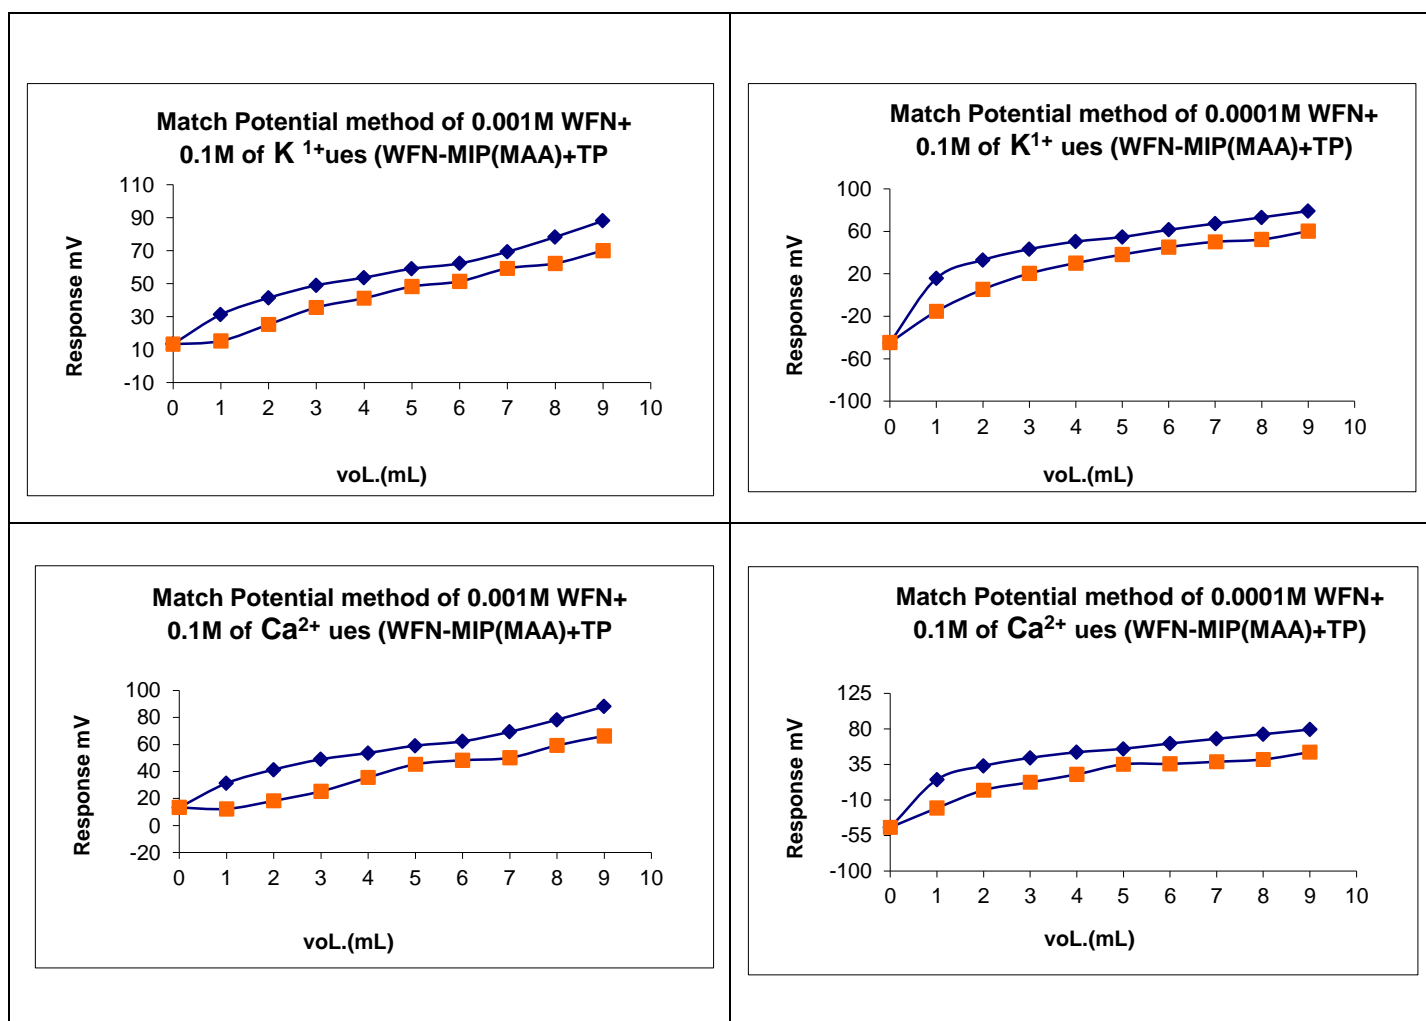 Match Potential method of 0.001M WFN+
0.1M of K 1+ues (WFN-MIP(MAA)+TP
110
90
70
50
30
10
-10
Response mV
0 1 2 3 4 5 6 7 8 9 10
voL.(mL)
Match Potential method of 0.0001M WFN+
0.1M of K1+ ues (WFN-MIP(MAA)+TP)
100
60
20
-20
-60
-100
Response mV
0 1 2 3 4 5 6 7 8 9 10
voL.(mL)
Match Potential method of 0.001M WFN+
0.1M of Ca2+ ues (WFN-MIP(MAA)+TP
100
80
60
40
20
0
-20
Response mV
0 1 2 3 4 5 6 7 8 9 10
voL.(mL)
Match Potential method of 0.0001M WFN+
0.1M of Ca2+ ues (WFN-MIP(MAA)+TP)
125
80
35
-10
-55
-100
Response mV
0 1 2 3 4 5 6 7 8 9 10
voL.(mL)